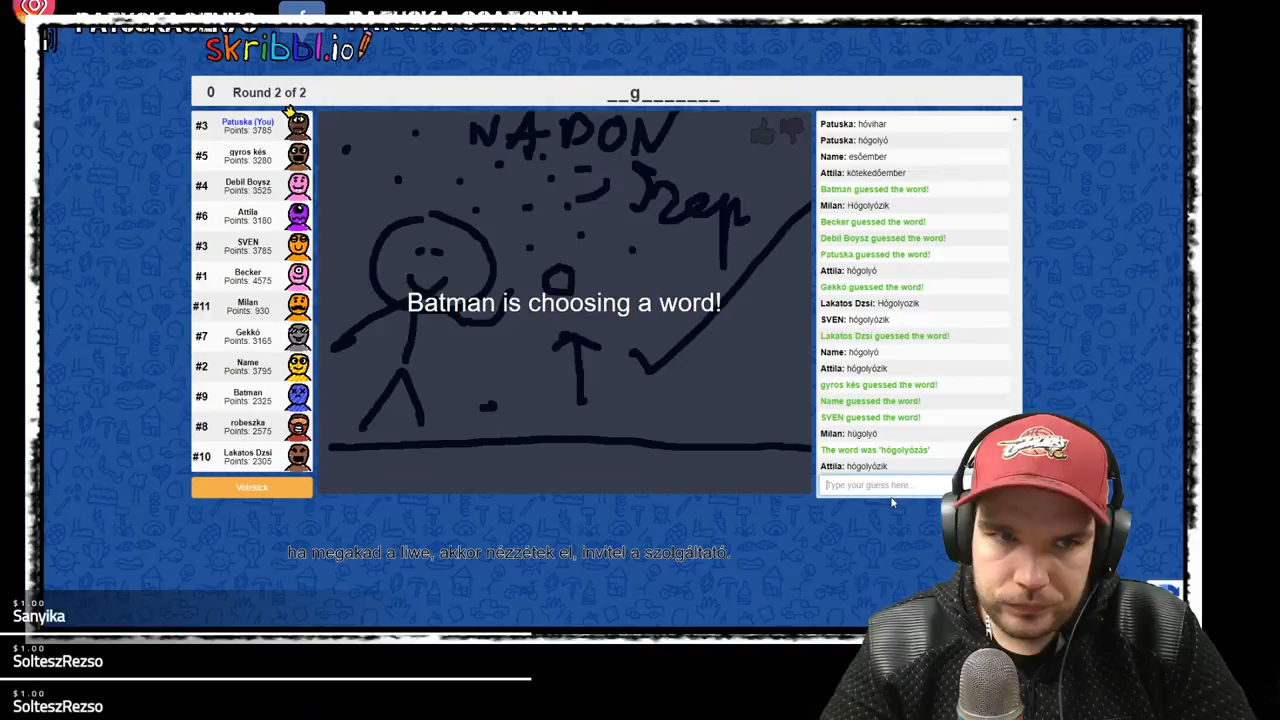 skribbl.io!
0 Round 2 of 2 __g_______
#3 Patuska (You) Points: 3785
#5 gyros kés Points: 3280
#4 Debil Boysz Points: 3525
#6 Attila Points: 3180
#3 SVEN Points: 3785
#1 Becker Points: 4575
#11 Milan Points: 930
#7 Gekkó Points: 3165
#2 Name Points: 3795
#9 Batman Points: 2325
#8 robeszka Points: 2575
#10 Lakatos Dzsi Points: 2305
Votekick
Batman is choosing a word!
Patuska: hóvihar
Patuska: hógolyó
Name: esőember
Attila: kötekedőember
Batman guessed the word!
Milan: Hógolyózik
Becker guessed the word!
Debil Boysz guessed the word!
Patuska guessed the word!
Attila: hógolyó
Gekkó guessed the word!
Lakatos Dzsi: Hógolyozik
SVEN: hógolyózik
Lakatos Dzsi guessed the word!
Name: hógolyó
Attila: hógolyózik
gyros kés guessed the word!
Name guessed the word!
SVEN guessed the word!
Milan: húgolyó
The word was 'hógolyózás'
Attila: hógolyózik
Type your guess here...
ha megakad a liwe, akkor nézzétek el, invitel a szolgáltató.
$1.00
Sanyika
$1.00
SolteszRezso
$1.00
SolteszRezso